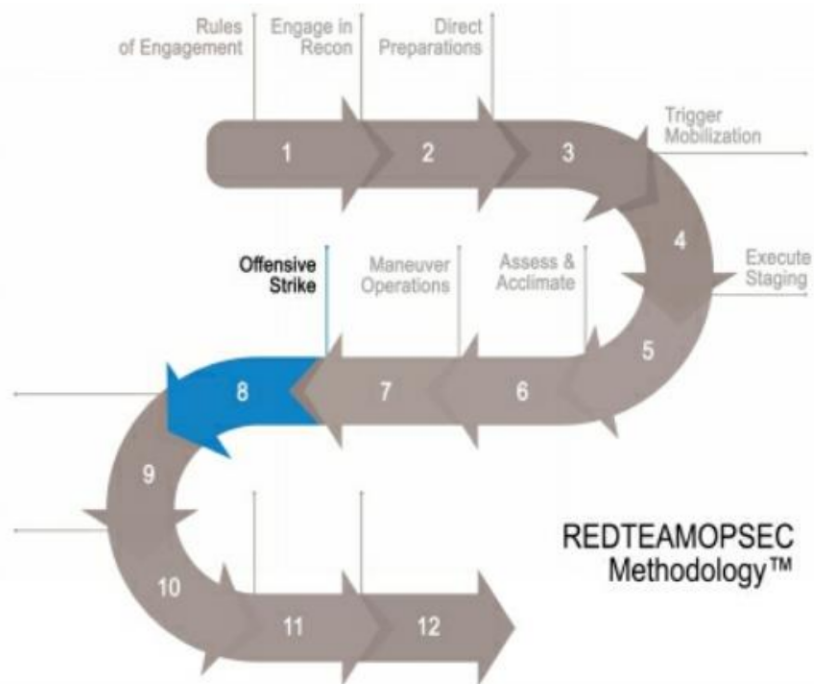 Rules
of Engagement
Engage in
Recon
Direct
Preparations
1
2
3
Trigger
Mobilization
4
Offensive
Strike
Maneuver
Operations
Assess &
Acclimate
Execute
Staging
8
7
6
5
9
REDTEAMOPSEC
Methodology™
10
11
12